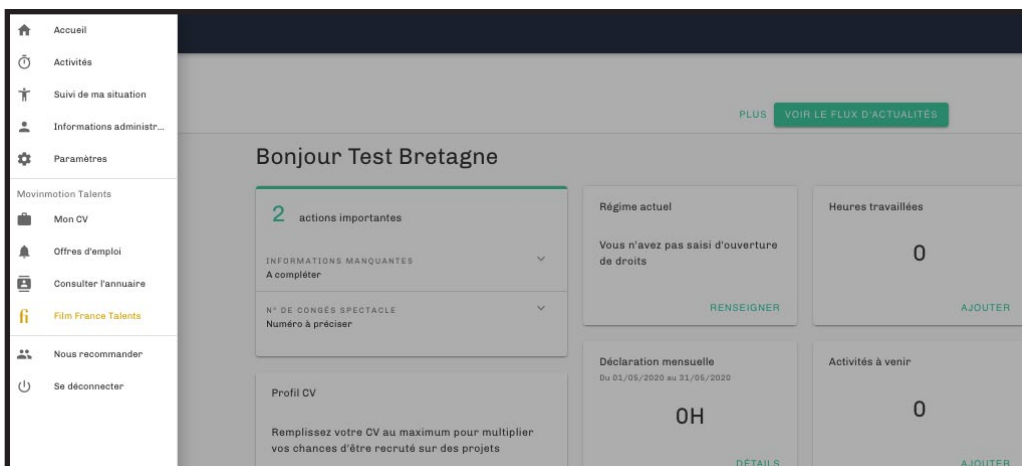 Accueil
Activités
Suivi de ma situation
Informations administr...
Paramètres
Movinmotion Talents
Mon CV
Offres d'emploi
Consulter l'annuaire
fi Film France Talents
Nous recommander
Se déconnecter
PLUS VOIR LE FLUX D'ACTUALITÉS
Bonjour Test Bretagne
2 actions importantes
INFORMATIONS MANQUANTES
A compléter
N° DE CONGÉS SPECTACLE
Numéro à préciser
Profil CV
Remplissez votre CV au maximum pour multiplier
vos chances d'être recruté sur des projets
Régime actuel
Vous n'avez pas saisi d'ouverture
de droits
RENSEIGNER
Heures travaillées
0
AJOUTER
Déclaration mensuelle
Du 01/05/2020 au 31/05/2020
0H
DÉTAILS
Activités à venir
0
AJOUTER